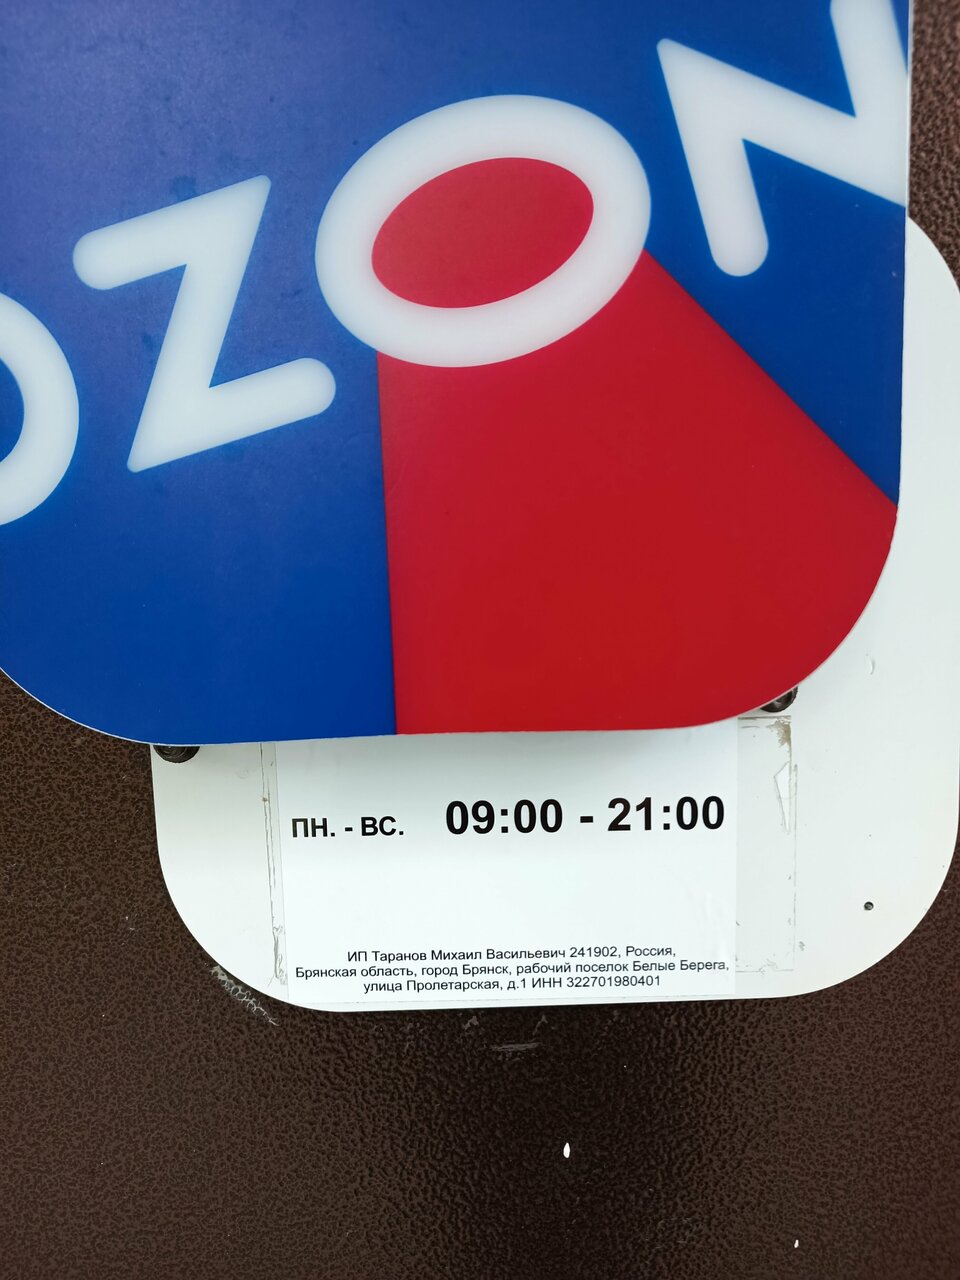 OZON
ПН. - ВС. 09:00 - 21:00
ИП Таранов Михаил Васильевич 241902, Россия,
Брянская область, город Брянск, рабочий поселок Белые Берега,
улица Пролетарская, д.1 ИНН 322701980401